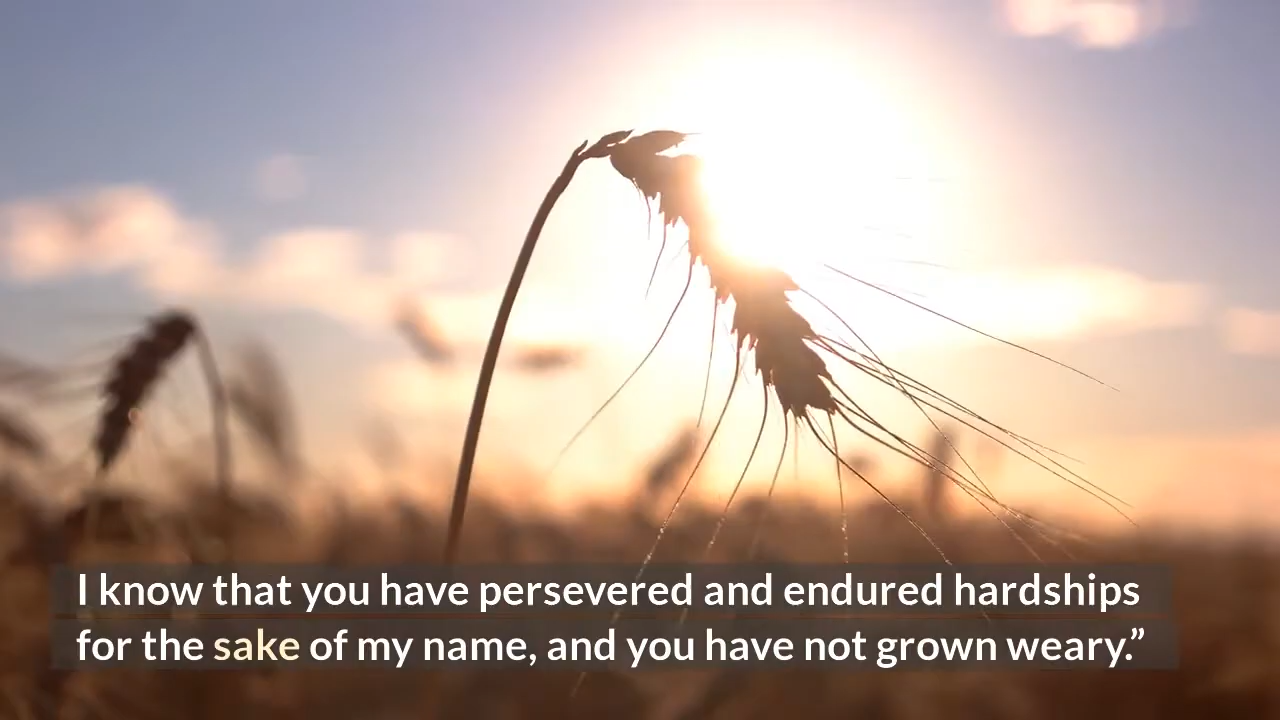 I know that you have persevered and endured hardships
for the sake of my name, and you have not grown weary.”